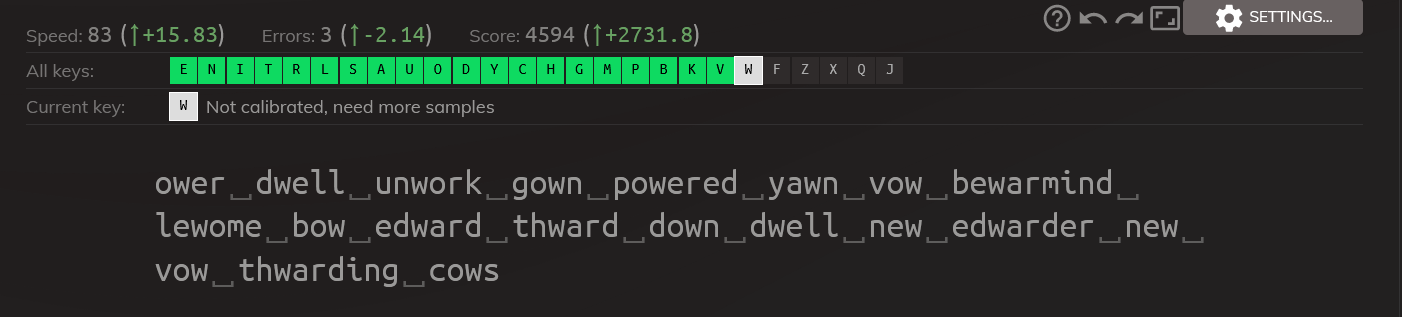 Speed: 83 (↑+15.83) Errors: 3 (↑-2.14) Score: 4594 (↑+2731.8) SETTINGS...
All keys: E N I T R L S A U O D Y C H G M P B K V W F Z X Q J
Current key: W Not calibrated, need more samples
ower␣dwell␣unwork␣gown␣powered␣yawn␣vow␣bewarmind␣
lewome␣bow␣edward␣thward␣down␣dwell␣new␣edwarder␣new␣
vow␣thwarding␣cows